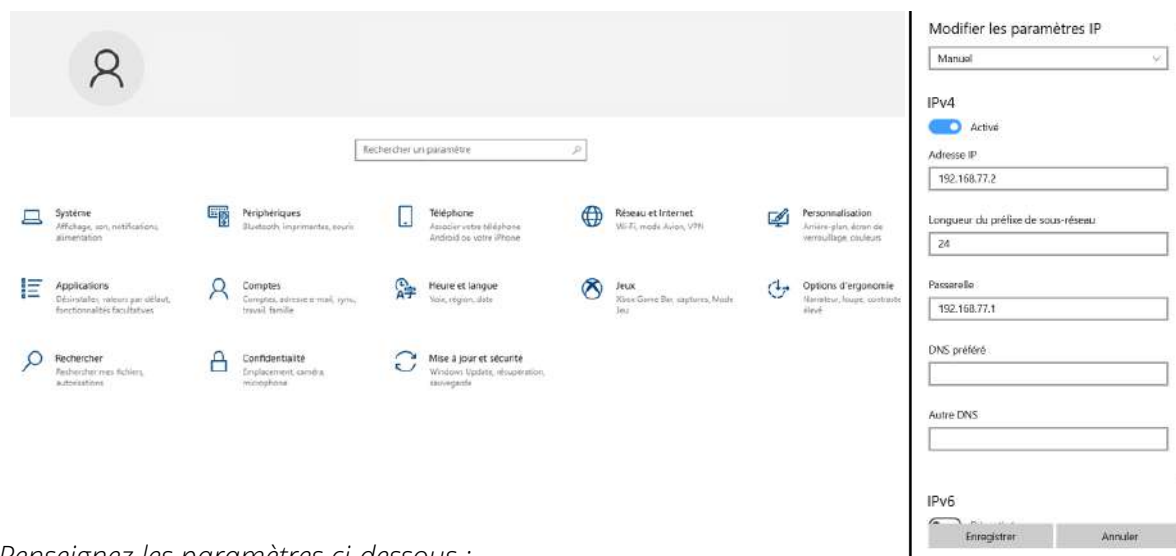 Rechercher un paramètre
Système
Affichage, son, notifications,
alimentation
Périphériques
Bluetooth, imprimantes, souris
Téléphone
Associer votre téléphone
Android ou votre iPhone
Réseau et Internet
Wi-Fi, mode Avion, VPN
Personnalisation
Arrière-plan, écran de
verrouillage, couleurs
Applications
Désinstaller, valeurs par défaut,
fonctionnalités facultatives
Comptes
Comptes, adresse e-mail, sync,
travail, famille
Heure et langue
Voix, région, date
Jeux
Xbox Game Bar, captures, Mode
Jeu
Options d'ergonomie
Narrateur, loupe, contraste
élevé
Rechercher
Rechercher mes fichiers,
autorisations
Confidentialité
Emplacement, caméra,
microphone
Mise à jour et sécurité
Windows Update, récupération,
sauvegarde
Modifier les paramètres IP
Manuel
IPv4
Activé
Adresse IP
192.168.77.2
Longueur du préfixe de sous-réseau
24
Passerelle
192.168.77.1
DNS préféré
Autre DNS
IPv6
Enregistrer Annuler
Renseignez les paramètres ci-dessous :